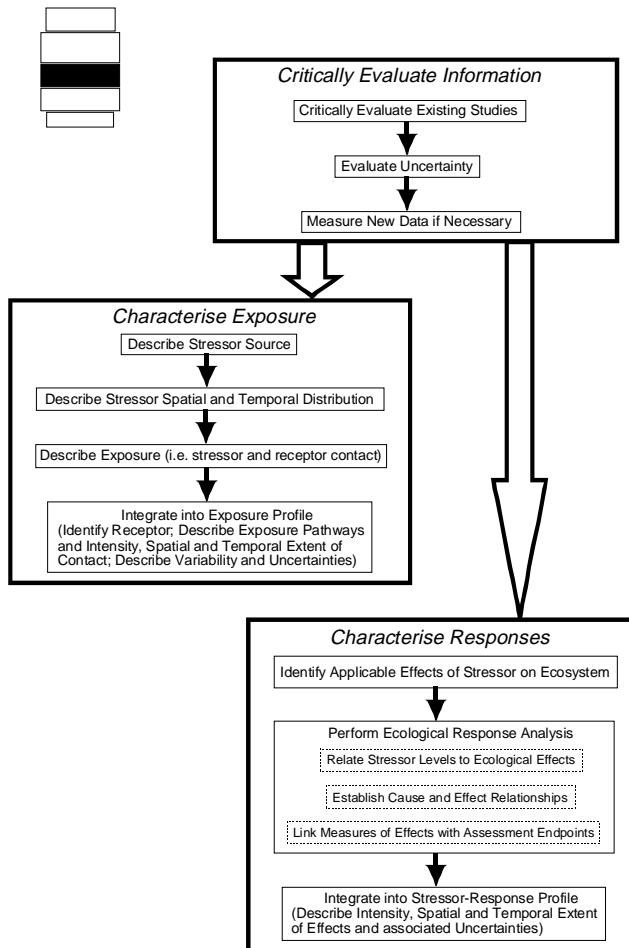 Critically Evaluate Information
Critically Evaluate Existing Studies
Evaluate Uncertainty
Measure New Data if Necessary
Characterise Exposure
Describe Stressor Source
Describe Stressor Spatial and Temporal Distribution
Describe Exposure (i.e. stressor and receptor contact)
Integrate into Exposure Profile
(Identify Receptor; Describe Exposure Pathways
and Intensity, Spatial and Temporal Extent of
Contact; Describe Variability and Uncertainties)
Characterise Responses
Identify Applicable Effects of Stressor on Ecosystem
Perform Ecological Response Analysis
Relate Stressor Levels to Ecological Effects
Establish Cause and Effect Relationships
Link Measures of Effects with Assessment Endpoints
Integrate into Stressor-Response Profile
(Describe Intensity, Spatial and Temporal Extent
of Effects and associated Uncertainties)